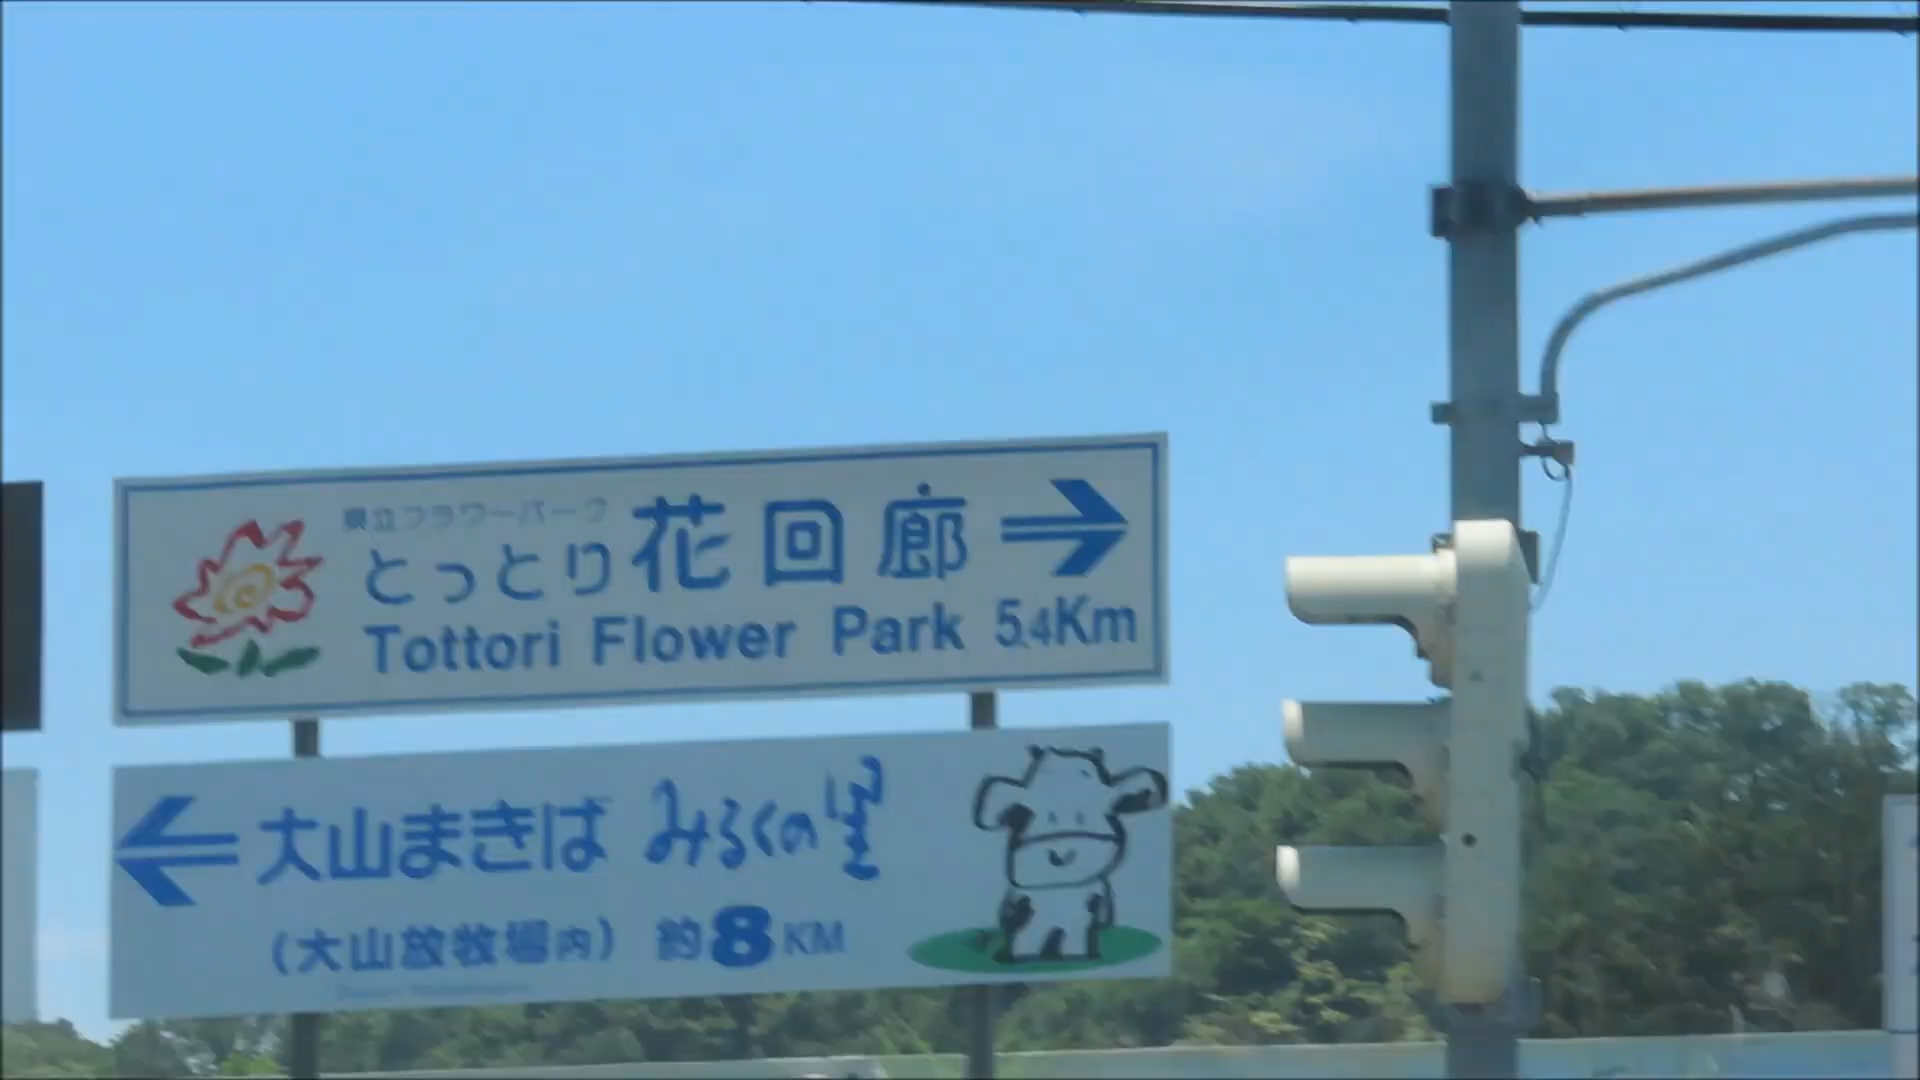 県立フラワーパーク
とっとり花回廊
Tottori Flower Park 5.4Km
大山まきば みるくの里
(大山放牧場内) 約8KM